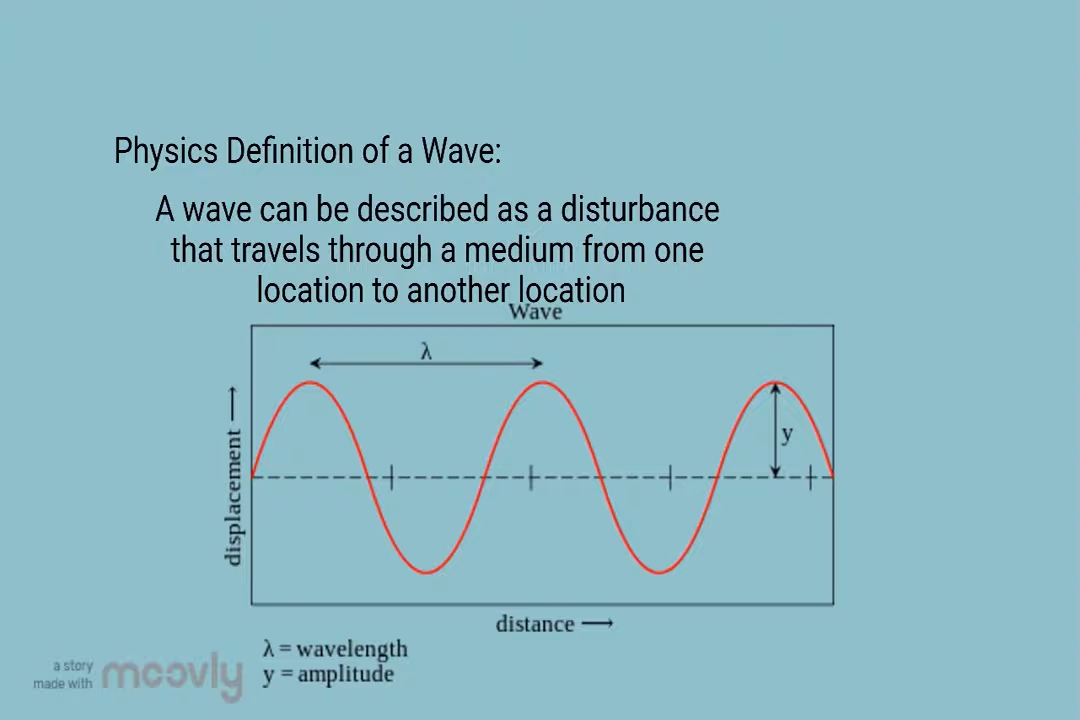 Physics Definition of a Wave:
A wave can be described as a disturbance
that travels through a medium from one
location to another location
Wave
λ
y
displacement ⟶
distance ⟶
λ = wavelength
y = amplitude
a story
made with
moovly